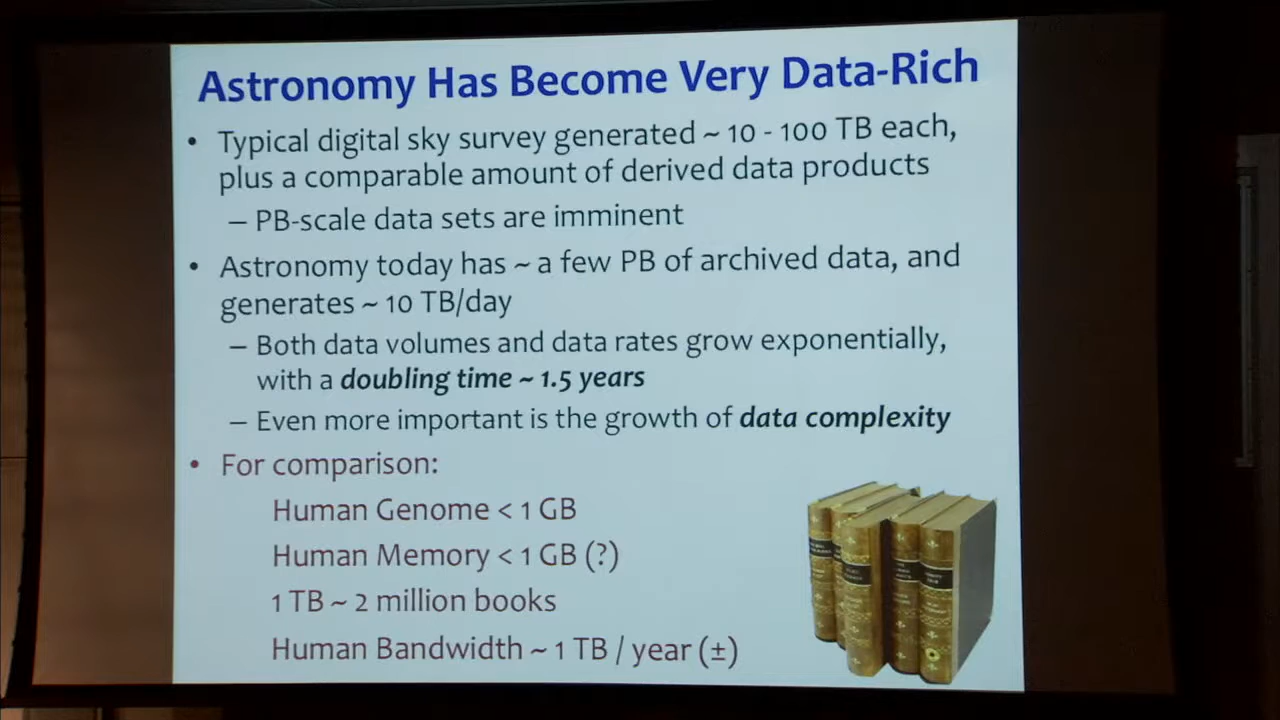 Astronomy Has Become Very Data-Rich
• Typical digital sky survey generated ~ 10 - 100 TB each,
plus a comparable amount of derived data products
– PB-scale data sets are imminent
• Astronomy today has ~ a few PB of archived data, and
generates ~ 10 TB/day
– Both data volumes and data rates grow exponentially,
with a doubling time ~ 1.5 years
– Even more important is the growth of data complexity
• For comparison:
Human Genome < 1 GB
Human Memory < 1 GB (?)
1 TB ~ 2 million books
Human Bandwidth ~ 1 TB / year (±)